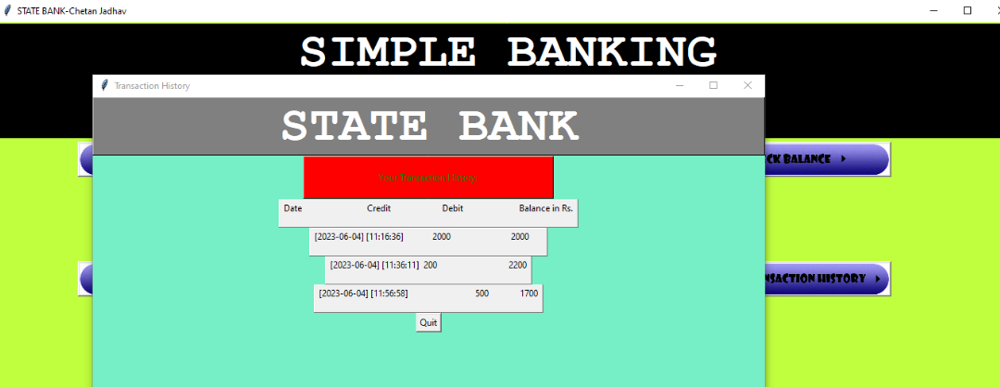 STATE BANK-Chetan Jadhav
SIMPLE BANKING
Transaction History
STATE BANK
CK BALANCE
Your Transaction History
Date Credit Debit Balance in Rs.
[2023-06-04] [11:16:36] 2000 2000
[2023-06-04] [11:36:11] 200 2200
NSACTION HISTORY
[2023-06-04] [11:56:58] 500 1700
Quit